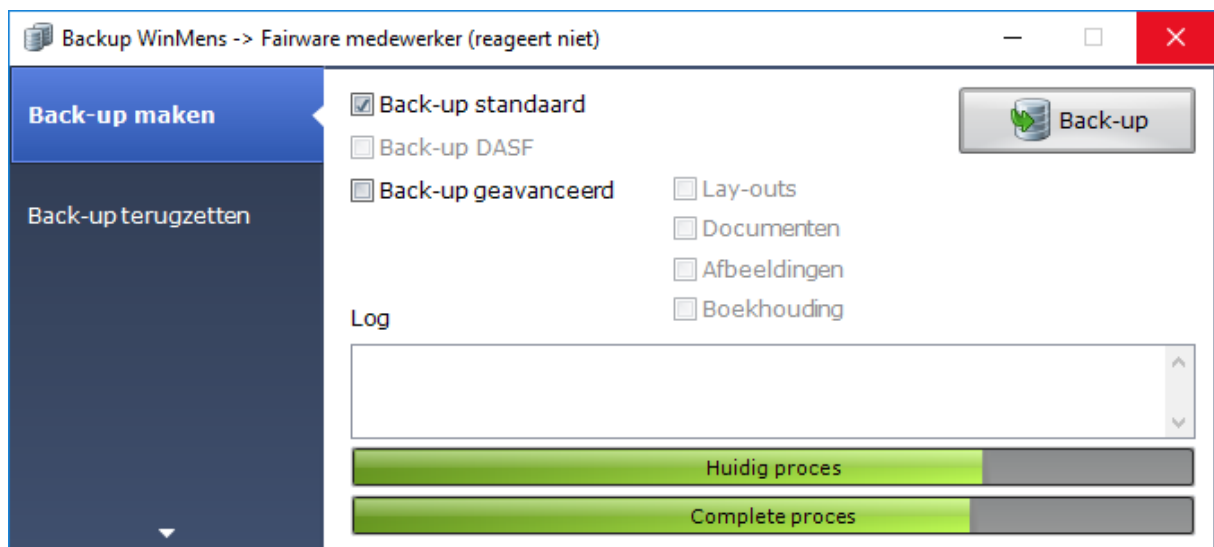 Backup WinMens -> Fairware medewerker (reageert niet)
Back-up maken
Back-up terugzetten
Back-up standaard
Back-up
Back-up DASF
Back-up geavanceerd
Lay-outs
Documenten
Afbeeldingen
Boekhouding
Log
Huidig proces
Complete proces